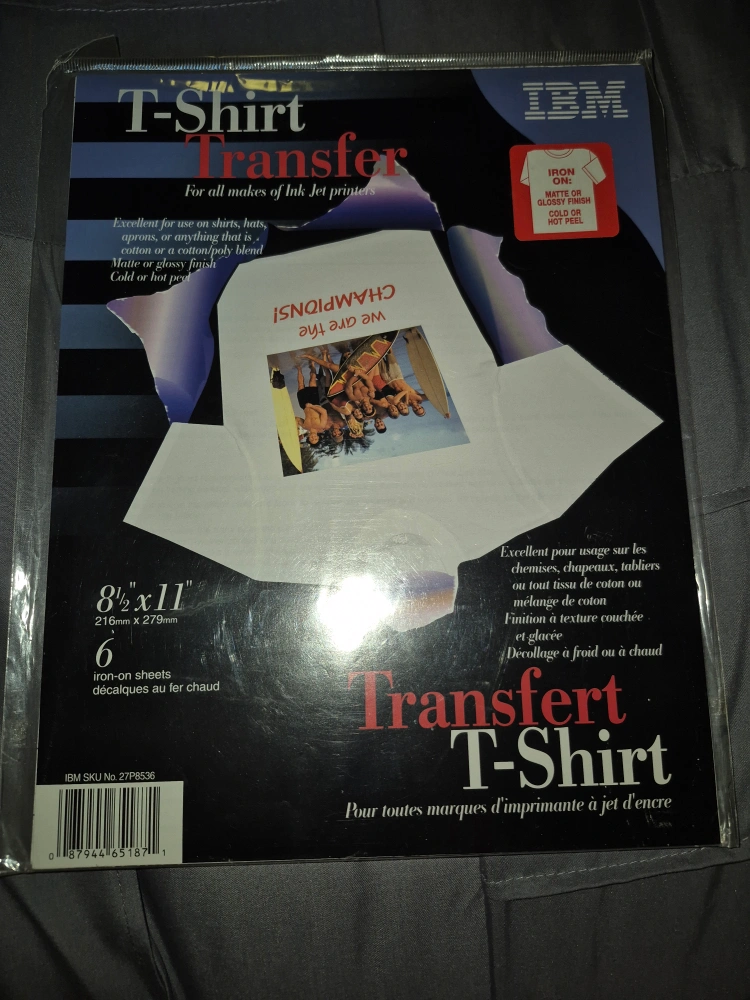 T-Shirt
Transfer
For all makes of Ink Jet printers
IBM
IRON
ON:
MATTE OR
GLOSSY FINISH
COLD OR
HOT PEEL
Excellent for use on shirts, hats,
aprons, or anything that is
cotton or a cotton/poly blend
Matte or glossy finish
Cold or hot peel
we are the
CHAMPIONS!
8½" x 11"
216mm x 279mm
6
iron-on sheets
décalques au fer chaud
Excellent pour usage sur les
chemises, chapeaux, tabliers
ou tout tissu de coton ou
mélange de coton
Finition à texture couchée
et glacée
Décollage à froid ou à chaud
Transfert
T-Shirt
Pour toutes marques d'imprimante à jet d'encre
IBM SKU No. 27P8536
0 87944 65187 1